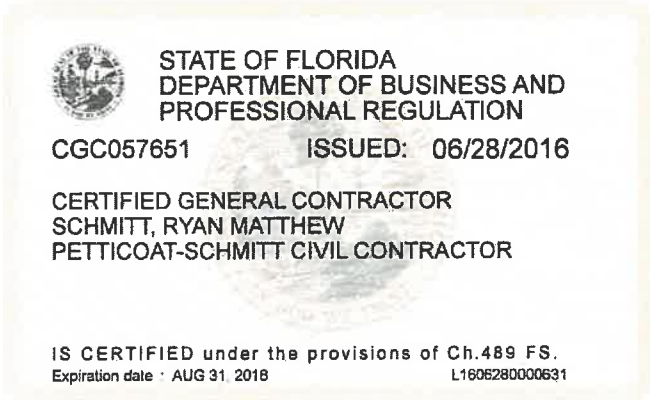 STATE OF FLORIDA
DEPARTMENT OF BUSINESS AND
PROFESSIONAL REGULATION
CGC057651 ISSUED: 06/28/2016
CERTIFIED GENERAL CONTRACTOR
SCHMITT, RYAN MATTHEW
PETTICOAT-SCHMITT CIVIL CONTRACTOR
IS CERTIFIED under the provisions of Ch.489 FS.
Expiration date : AUG 31, 2018 L1606280000631